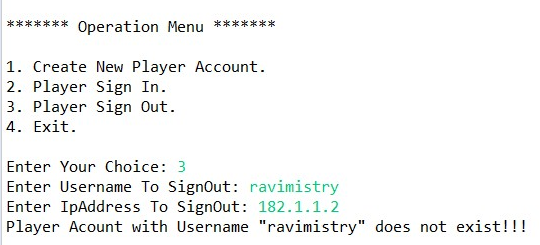 ******* Operation Menu *******
1. Create New Player Account.
2. Player Sign In.
3. Player Sign Out.
4. Exit.
Enter Your Choice: 3
Enter Username To SignOut: ravimistry
Enter IpAddress To SignOut: 182.1.1.2
Player Acount with Username "ravimistry" does not exist!!!